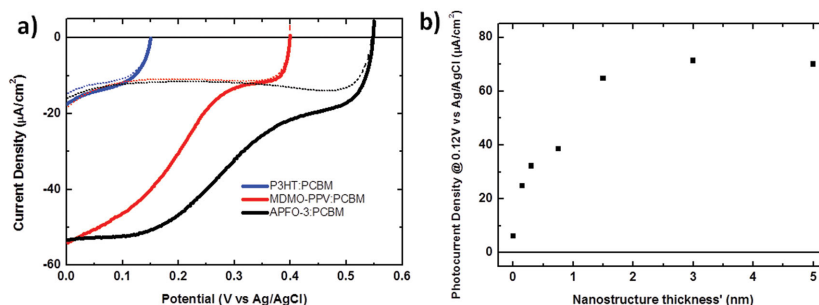 a)
Current Density (µA/cm²)
0
-20
-40
-60
P3HT:PCBM
MDMO-PPV:PCBM
APFO-3:PCBM
0.0 0.1 0.2 0.3 0.4 0.5 0.6
Potential (V vs Ag/AgCl)
b)
Photocurrent Density @ 0.12V vs Ag/AgCl (µA/cm²)
80
60
40
20
0
0 1 2 3 4 5
Nanostructure thickness' (nm)